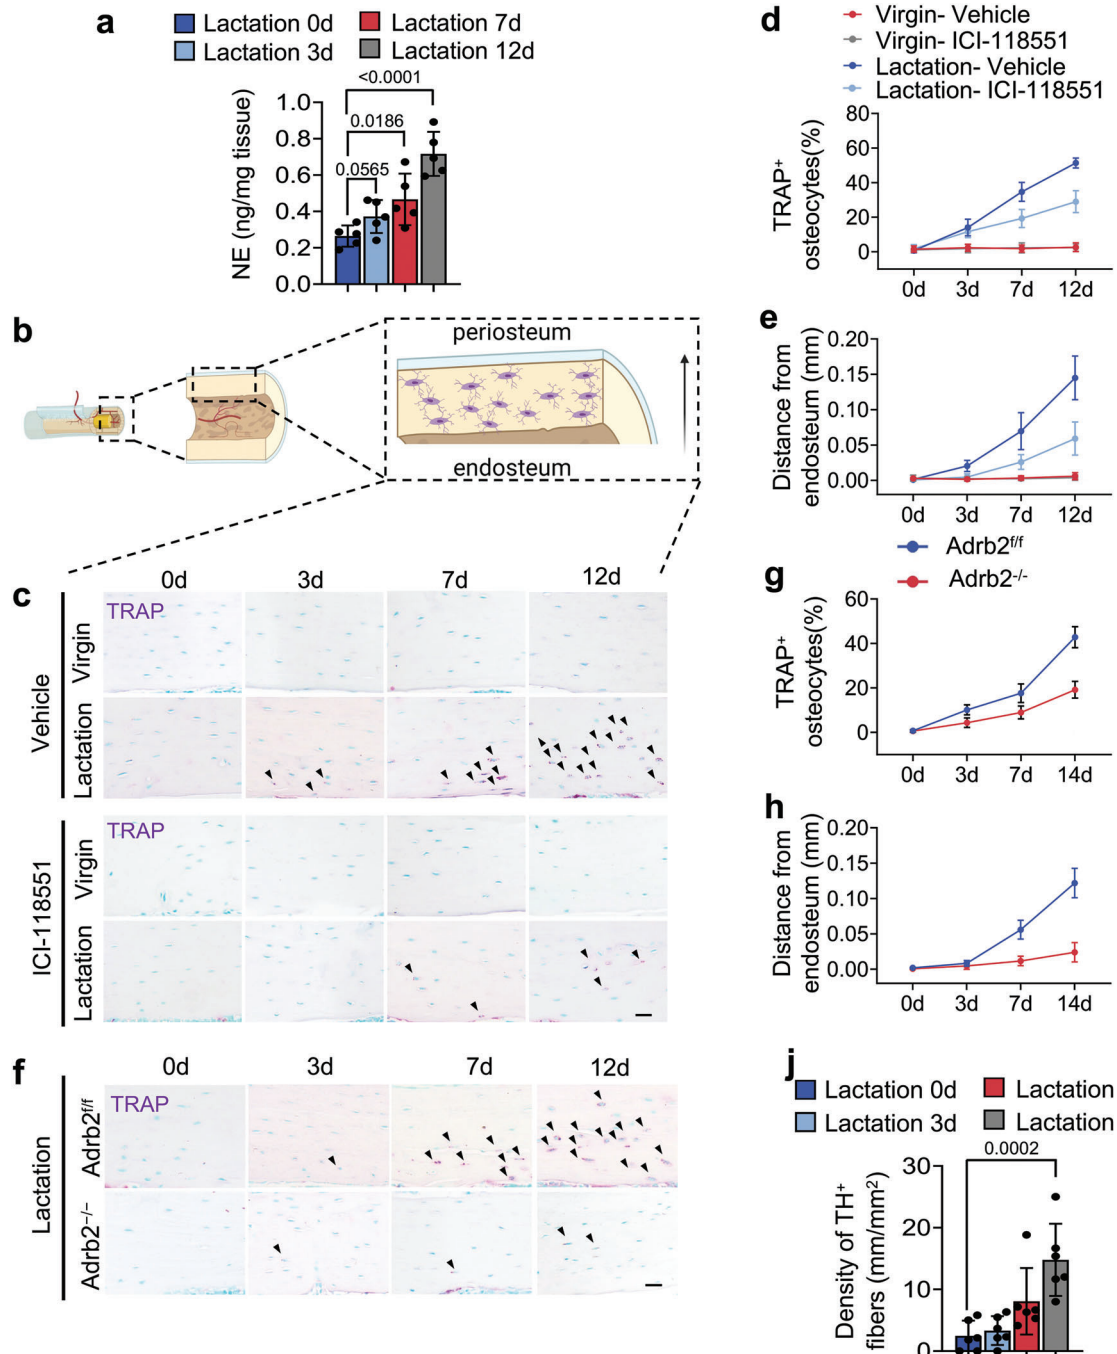 a
Lactation 0d
Lactation 7d
Lactation 3d
Lactation 12d
<0.0001
0.0186
0.0565
NE (ng/mg tissue)
1.0
0.8
0.6
0.4
0.2
0.0
b
periosteum
endosteum
c
0d 3d 7d 12d
Vehicle
Virgin
Lactation
TRAP
ICI-118551
Virgin
Lactation
TRAP
f
0d 3d 7d 12d
Lactation
Adrb2f/f
Adrb2−/−
TRAP
d
Virgin- Vehicle
Virgin- ICI-118551
Lactation- Vehicle
Lactation- ICI-118551
TRAP+
osteocytes(%)
80
60
40
20
0
0d 3d 7d 12d
e
Distance from
endosteum (mm)
0.20
0.15
0.10
0.05
0.00
0d 3d 7d 12d
Adrb2f/f
Adrb2-/-
g
TRAP+
osteocytes(%)
60
40
20
0
0d 3d 7d 14d
h
Distance from
endosteum (mm)
0.20
0.15
0.10
0.05
0.00
0d 3d 7d 14d
j
Lactation 0d
Lactation
Lactation 3d
Lactation
0.0002
Density of TH+
fibers (mm/mm2)
30
20
10
0